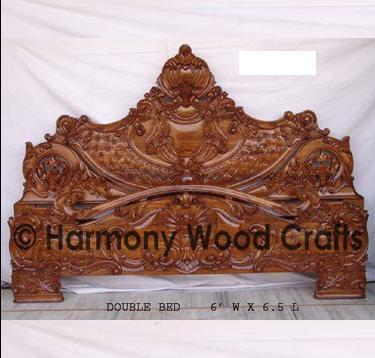 © Harmony Wood Crafts
DOUBLE BED 6' W X 6.5 L